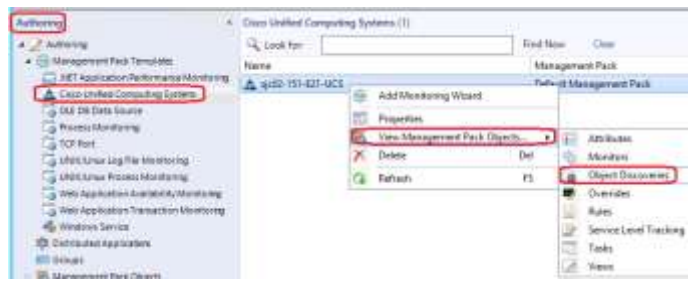 Authoring
Cisco Unified Computing Systems (1)
Authoring
Look for:
Find Now
Clear
Management Pack Templates
Name
Management Pack
.NET Application Performance Monitoring
sjc02-151-E27-UCS
Default Management Pack
Cisco Unified Computing Systems
Add Monitoring Wizard
OLE DB Data Source
Properties
Process Monitoring
View Management Pack Objects...
Attributes
TCP Port
Delete
Del
Monitors
UNIX/Linux Log File Monitoring
Refresh
F5
Object Discoveries
UNIX/Linux Process Monitoring
Overrides
Web Application Availability Monitoring
Rules
Web Application Transaction Monitoring
Service Level Tracking
Windows Service
Tasks
Distributed Applications
Views
Groups
Management Pack Objects